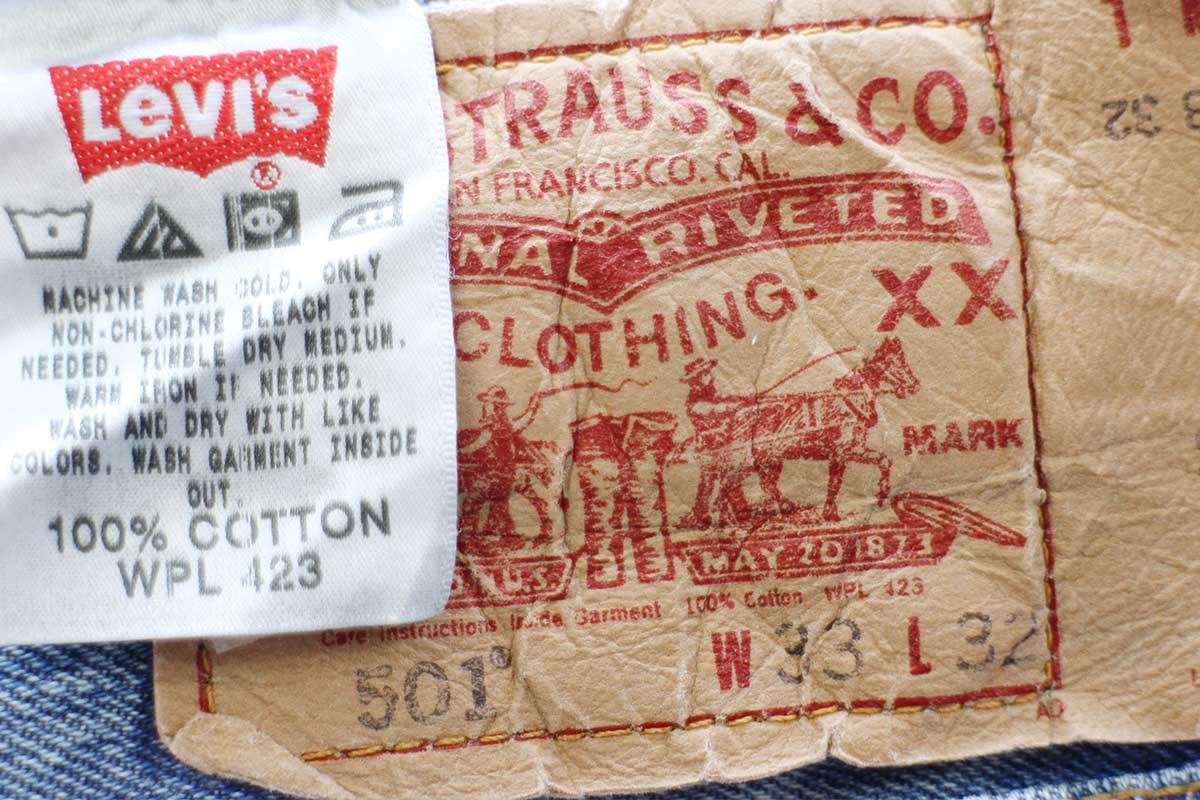 LEVI'S
®
MACHINE WASH COLD. ONLY
NON-CHLORINE BLEACH IF
NEEDED. TUMBLE DRY MEDIUM.
WARM IRON IF NEEDED.
WASH AND DRY WITH LIKE
COLORS. WASH GARMENT INSIDE
OUT.
100% COTTON
WPL 423
STRAUSS & CO.
N FRANCISCO. CAL.
NAL RIVETED
CLOTHING.
XX
MARK
U.S.
MAY 20 1873
Care Instructions Inside Garment 100% Cotton WPL 423
501® W 33 L 32
AD
32